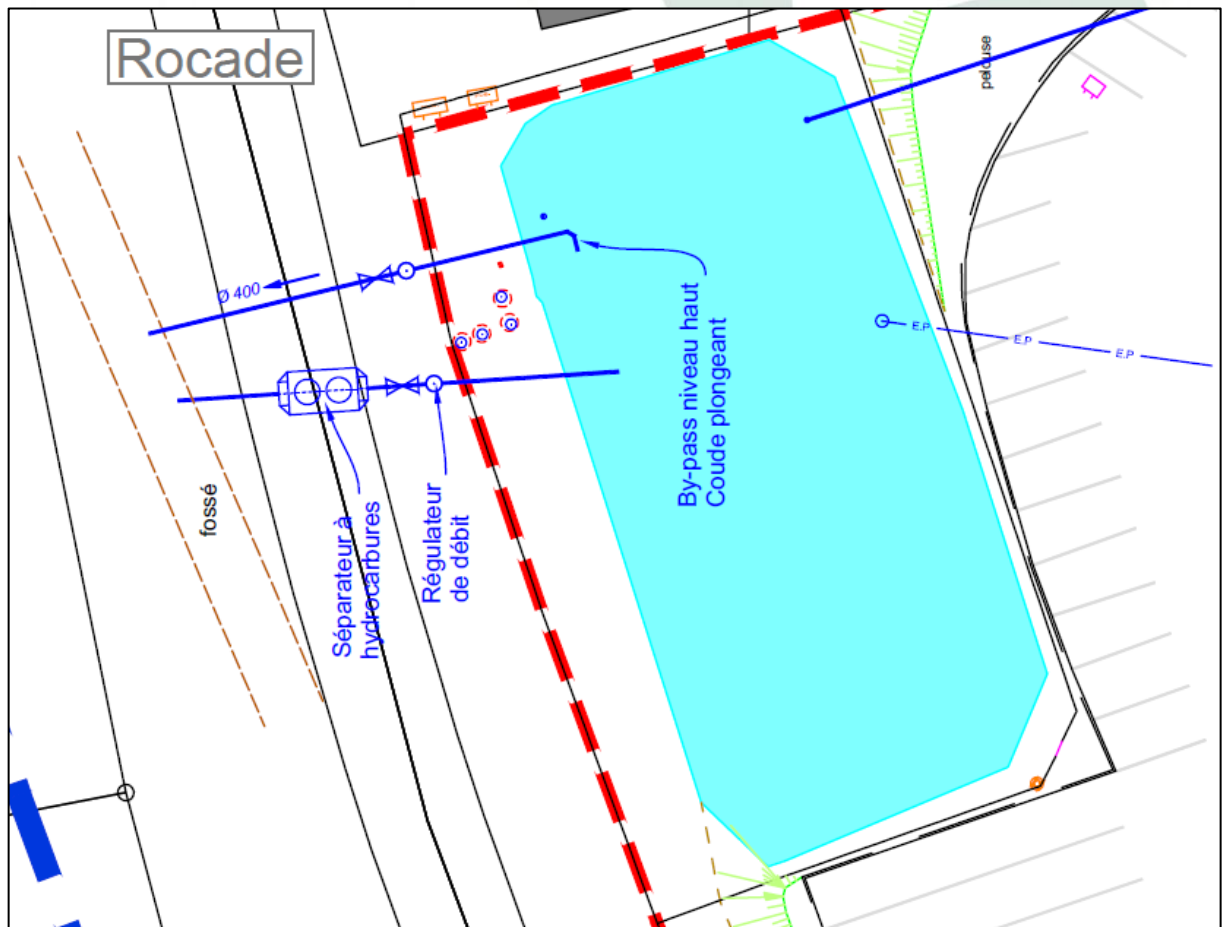 Rocade
pelouse
Ø 400
By-pass niveau haut
Coude plongeant
E.P
E.P
E.P
fossé
Séparateur à
hydrocarbures
Régulateur
de débit